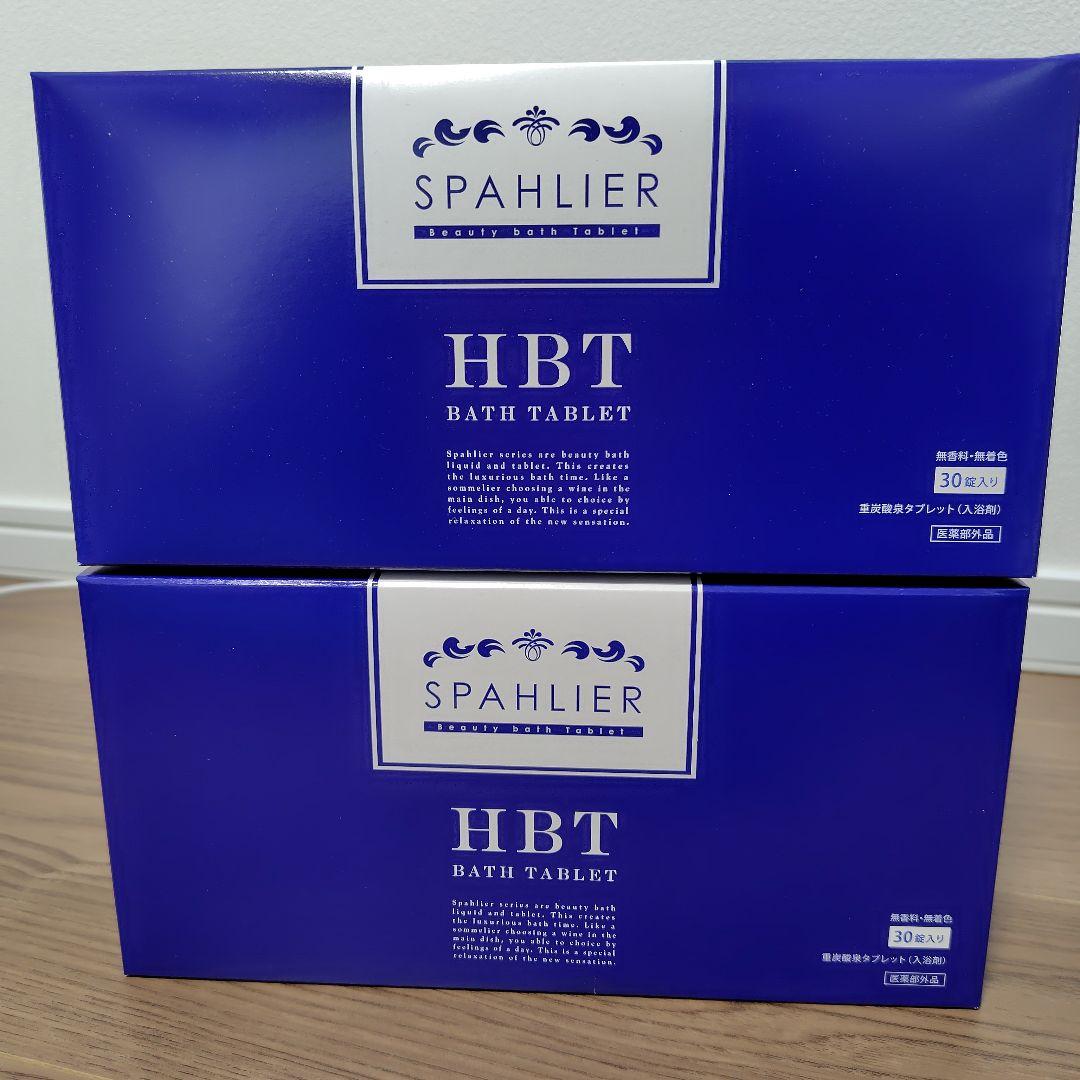 SPAHLIER
Beauty bath Tablet
HBT
BATH TABLET
Spahlier series are beauty bath
liquid and tablet. This creates
the luxurious bath time. Like a
sommelier choosing a wine in the
main dish, you able to choice by
feelings of a day. This is a special
relaxation of the new sensation.
無香料・無着色
30錠入り
重炭酸泉タブレット(入浴剤)
医薬部外品
SPAHLIER
Beauty bath Tablet
HBT
BATH TABLET
Spahlier series are beauty bath
liquid and tablet. This creates
the luxurious bath time. Like a
sommelier choosing a wine in the
main dish, you able to choice by
feelings of a day. This is a special
relaxation of the new sensation.
無香料・無着色
30錠入り
重炭酸泉タブレット(入浴剤)
医薬部外品